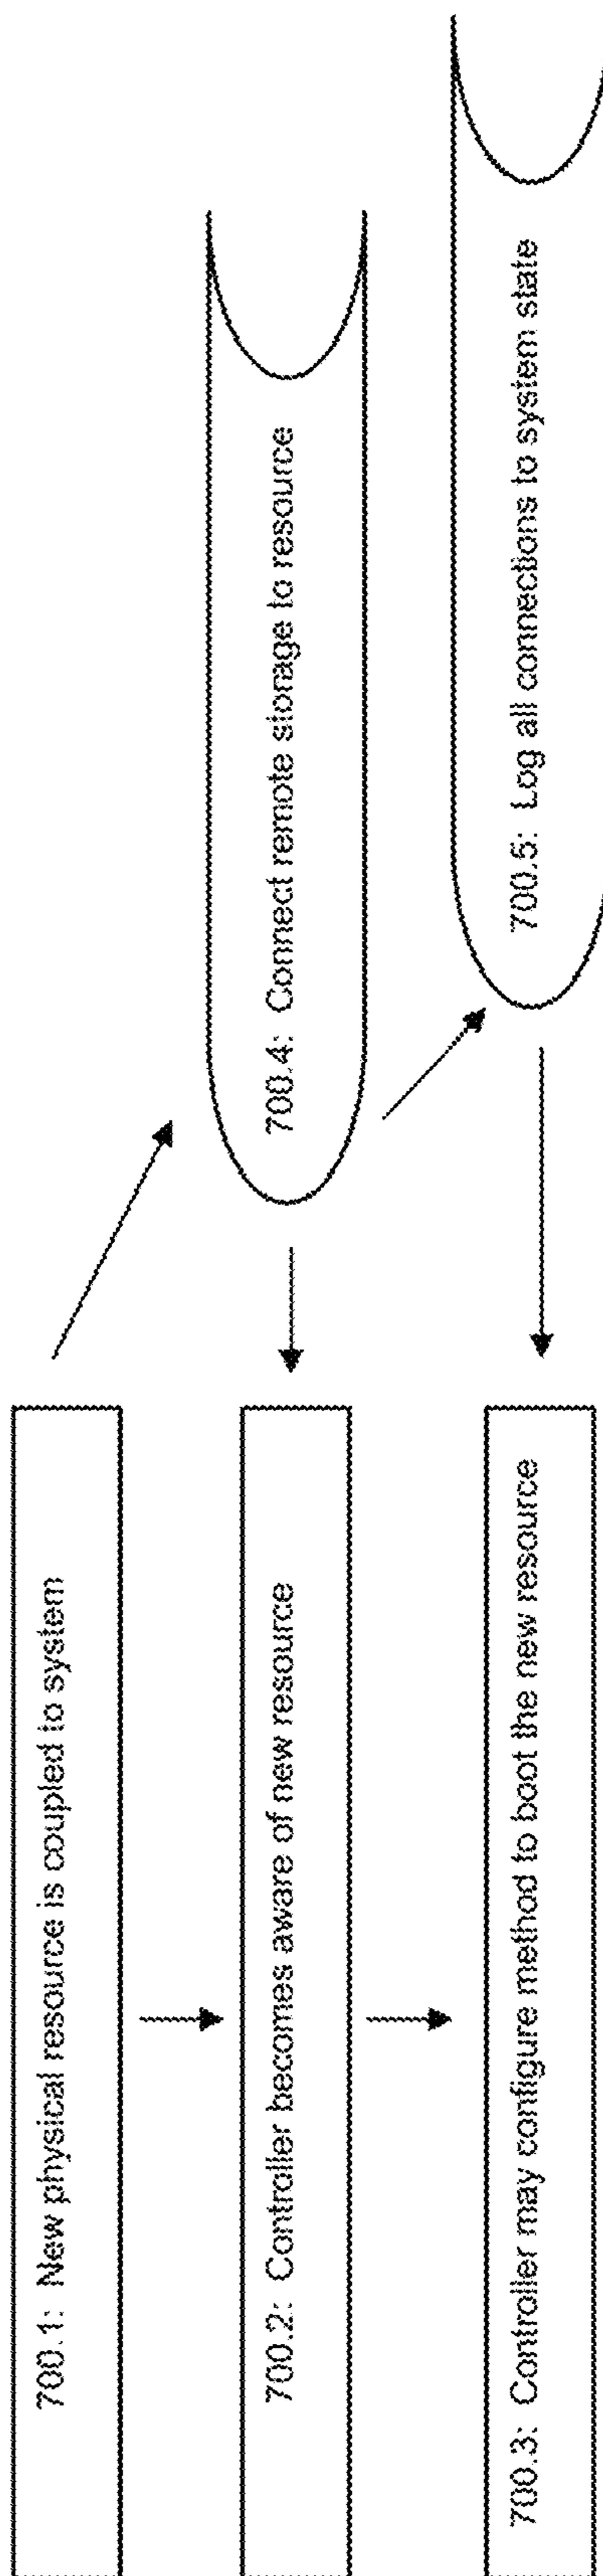 700.1: New physical resource is coupled to system
700.2: Controller becomes aware of new resource
700.3: Controller may configure method to boot the new resource
700.4: Connect remote storage to resource
700.5: Log all connections to system state